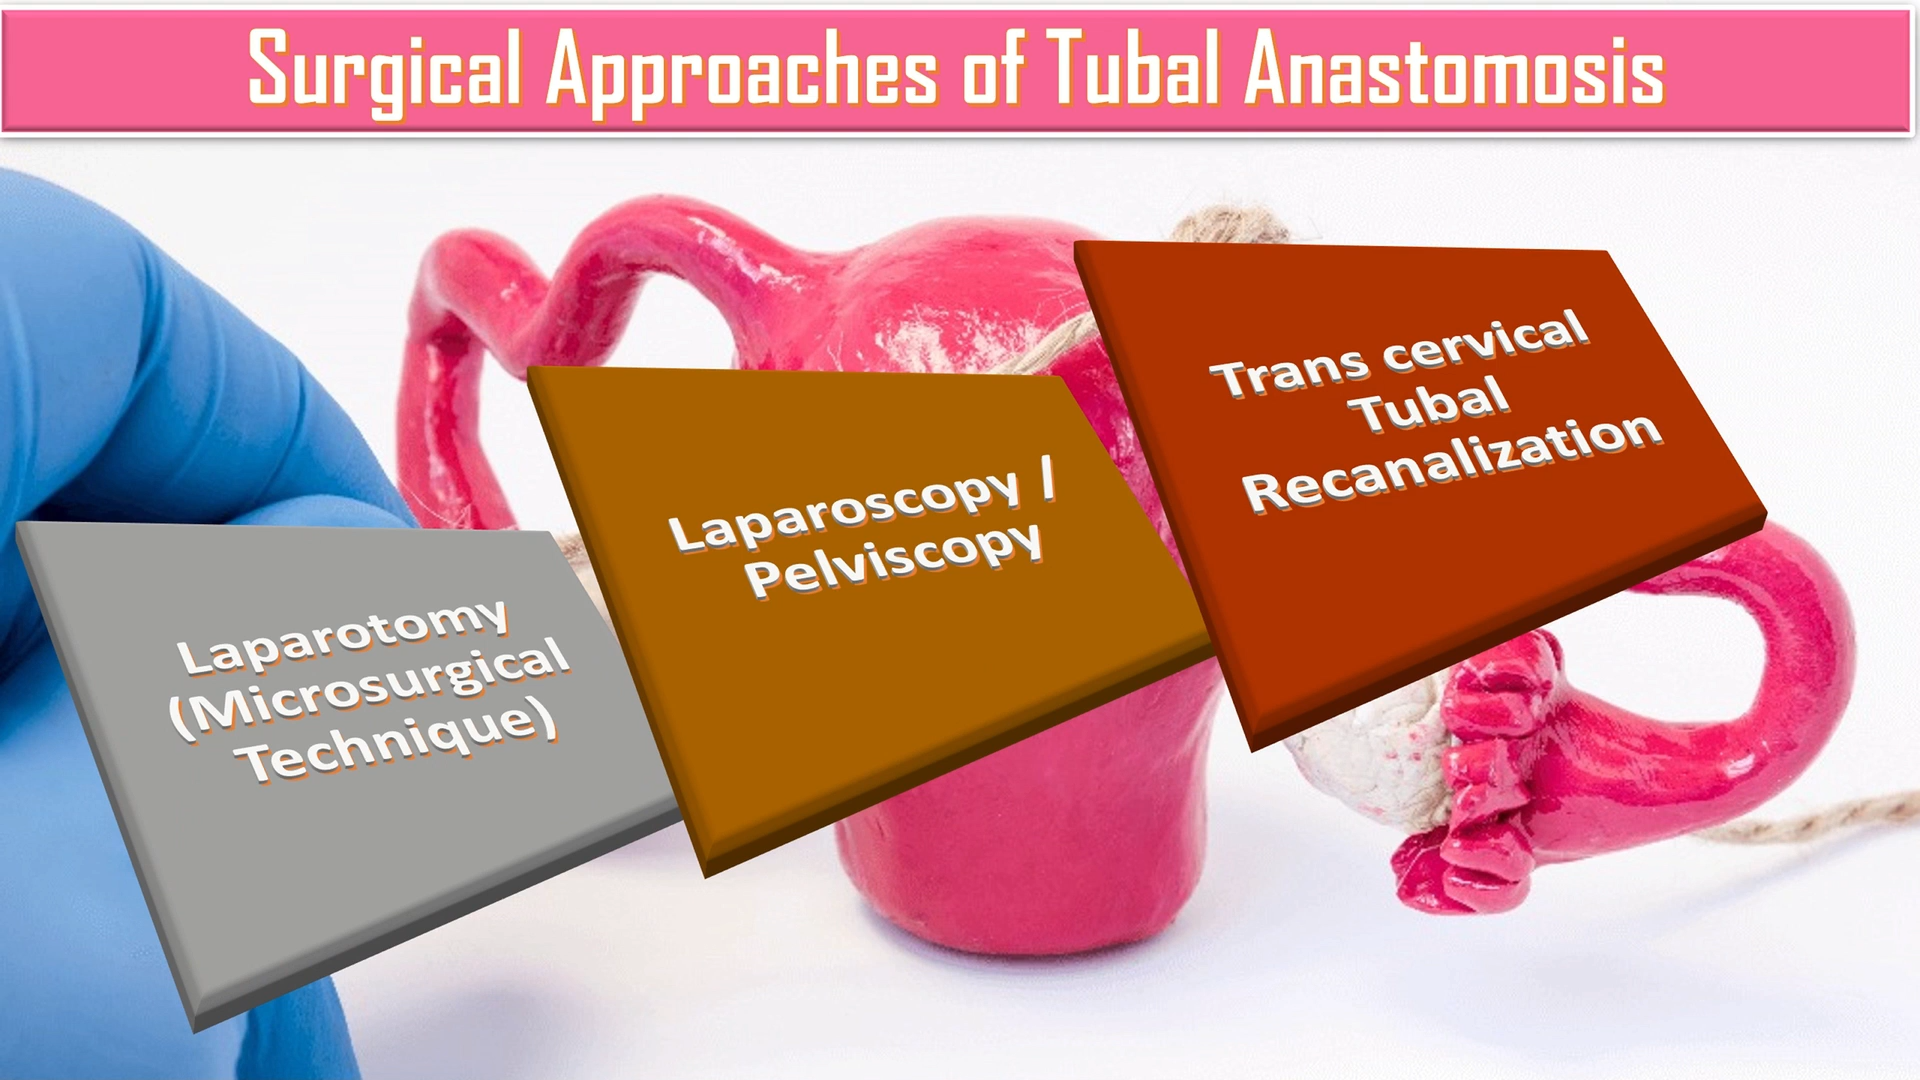 Surgical Approaches of Tubal Anastomosis
Laparotomy
(Microsurgical
Technique)
Laparoscopy /
Pelviscopy
Trans cervical
Tubal
Recanalization